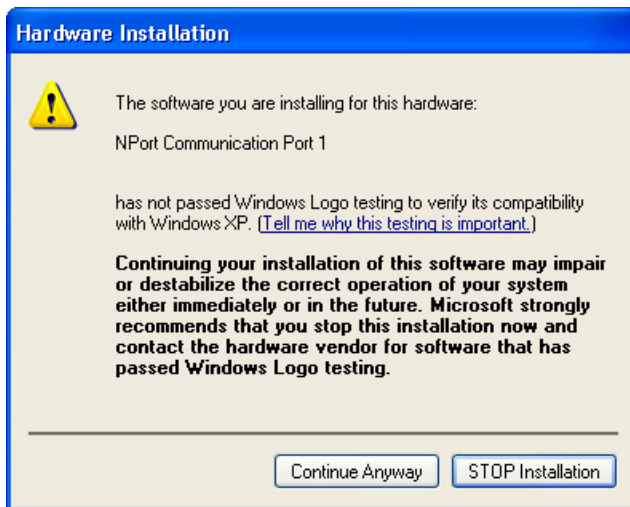 Hardware Installation
The software you are installing for this hardware:
NPort Communication Port 1
has not passed Windows Logo testing to verify its compatibility
with Windows XP. (Tell me why this testing is important.)
Continuing your installation of this software may impair
or destabilize the correct operation of your system
either immediately or in the future. Microsoft strongly
recommends that you stop this installation now and
contact the hardware vendor for software that has
passed Windows Logo testing.
Continue Anyway
STOP Installation